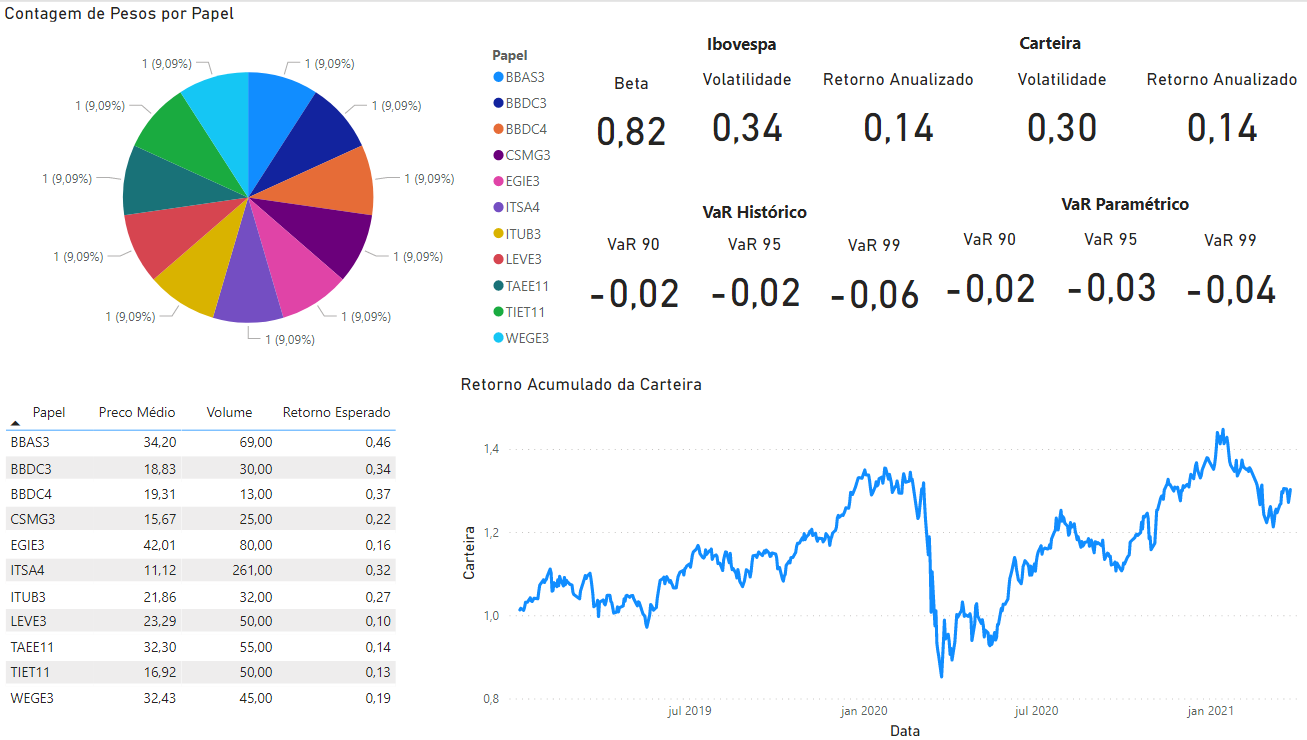 Contagem de Pesos por Papel
1 (9,09%)
1 (9,09%)
1 (9,09%)
1 (9,09%)
1 (9,09%)
1 (9,09%)
1 (9,09%)
1 (9,09%)
1 (9,09%)
1 (9,09%)
1 (9,09%)
Papel
BBAS3
BBDC3
BBDC4
CSMG3
EGIE3
ITSA4
ITUB3
LEVE3
TAEE11
TIET11
WEGE3
Beta
0,82
Ibovespa
Volatilidade Retorno Anualizado
0,34 0,14
Carteira
Volatilidade Retorno Anualizado
0,30 0,14
VaR Histórico
VaR 90 VaR 95 VaR 99
-0,02 -0,02 -0,06
VaR Paramétrico
VaR 90 VaR 95 VaR 99
-0,02 -0,03 -0,04
Papel Preco Médio Volume Retorno Esperado
BBAS3 34,20 69,00 0,46
BBDC3 18,83 30,00 0,34
BBDC4 19,31 13,00 0,37
CSMG3 15,67 25,00 0,22
EGIE3 42,01 80,00 0,16
ITSA4 11,12 261,00 0,32
ITUB3 21,86 32,00 0,27
LEVE3 23,29 50,00 0,10
TAEE11 32,30 55,00 0,14
TIET11 16,92 50,00 0,13
WEGE3 32,43 45,00 0,19
Retorno Acumulado da Carteira
Carteira
1,4
1,2
1,0
0,8
jul 2019 jan 2020 jul 2020 jan 2021
Data